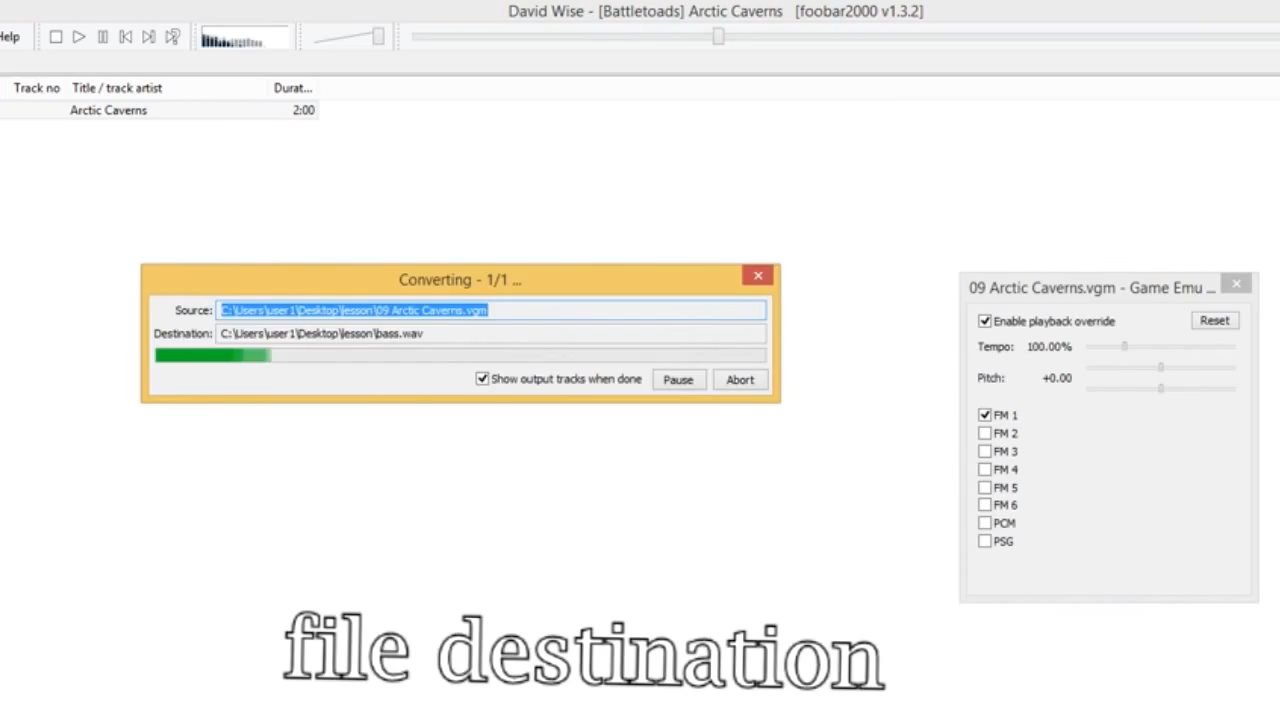 David Wise - [Battletoads] Arctic Caverns [foobar2000 v1.3.2]
Help
Track no Title / track artist Durat...
Arctic Caverns 2:00
Converting - 1/1 ...
Source: C:\Users\user1\Desktop\lesson\09 Arctic Caverns.vgm
Destination: C:\Users\user1\Desktop\lesson\bass.wav
Show output tracks when done Pause Abort
09 Arctic Caverns.vgm - Game Emu ...
Enable playback override Reset
Tempo: 100.00%
Pitch: +0.00
FM 1
FM 2
FM 3
FM 4
FM 5
FM 6
PCM
PSG
file destination